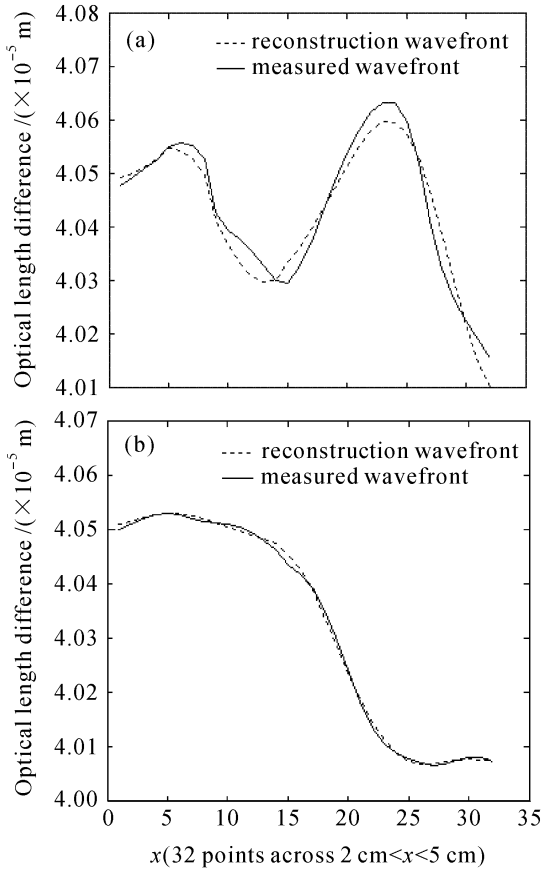 4.08
(a)
reconstruction wavefront
measured wavefront
4.07
4.06
4.05
4.04
4.03
4.02
4.01
Optical length difference /(×10⁻⁵ m)
4.07
(b)
reconstruction wavefront
measured wavefront
4.06
4.05
4.04
4.03
4.02
4.01
4.00
Optical length difference /(×10⁻⁵ m)
0 5 10 15 20 25 30 35
x(32 points across 2 cm<x<5 cm)